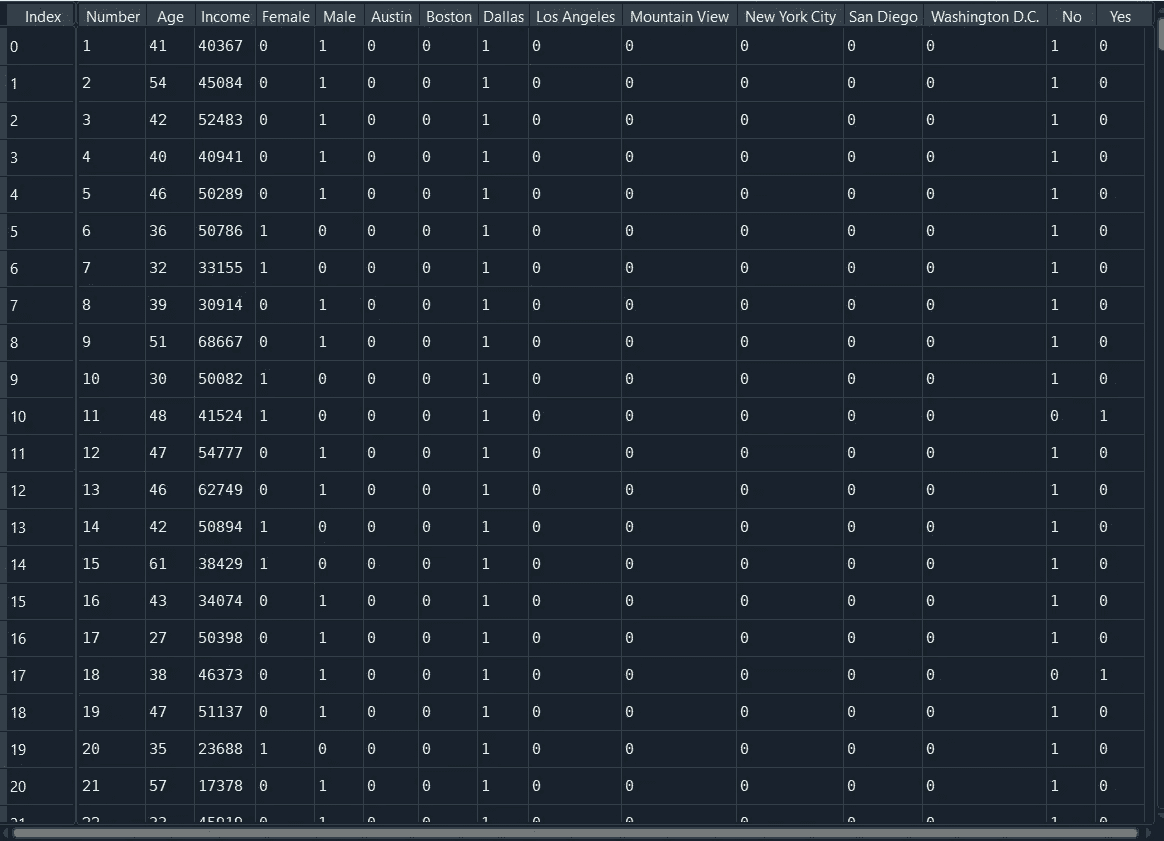 Index Number Age Income Female Male Austin Boston Dallas Los Angeles Mountain View New York City San Diego Washington D.C. No Yes
0 1 41 40367 0 1 0 0 1 0 0 0 0 0 1 0
1 2 54 45084 0 1 0 0 1 0 0 0 0 0 1 0
2 3 42 52483 0 1 0 0 1 0 0 0 0 0 1 0
3 4 40 40941 0 1 0 0 1 0 0 0 0 0 1 0
4 5 46 50289 0 1 0 0 1 0 0 0 0 0 1 0
5 6 36 50786 1 0 0 0 1 0 0 0 0 0 1 0
6 7 32 33155 1 0 0 0 1 0 0 0 0 0 1 0
7 8 39 30914 0 1 0 0 1 0 0 0 0 0 1 0
8 9 51 68667 0 1 0 0 1 0 0 0 0 0 1 0
9 10 30 50082 1 0 0 0 1 0 0 0 0 0 1 0
10 11 48 41524 1 0 0 0 1 0 0 0 0 0 0 1
11 12 47 54777 0 1 0 0 1 0 0 0 0 0 1 0
12 13 46 62749 0 1 0 0 1 0 0 0 0 0 1 0
13 14 42 50894 1 0 0 0 1 0 0 0 0 0 1 0
14 15 61 38429 1 0 0 0 1 0 0 0 0 0 1 0
15 16 43 34074 0 1 0 0 1 0 0 0 0 0 1 0
16 17 27 50398 0 1 0 0 1 0 0 0 0 0 1 0
17 18 38 46373 0 1 0 0 1 0 0 0 0 0 0 1
18 19 47 51137 0 1 0 0 1 0 0 0 0 0 1 0
19 20 35 23688 1 0 0 0 1 0 0 0 0 0 1 0
20 21 57 17378 0 1 0 0 1 0 0 0 0 0 1 0